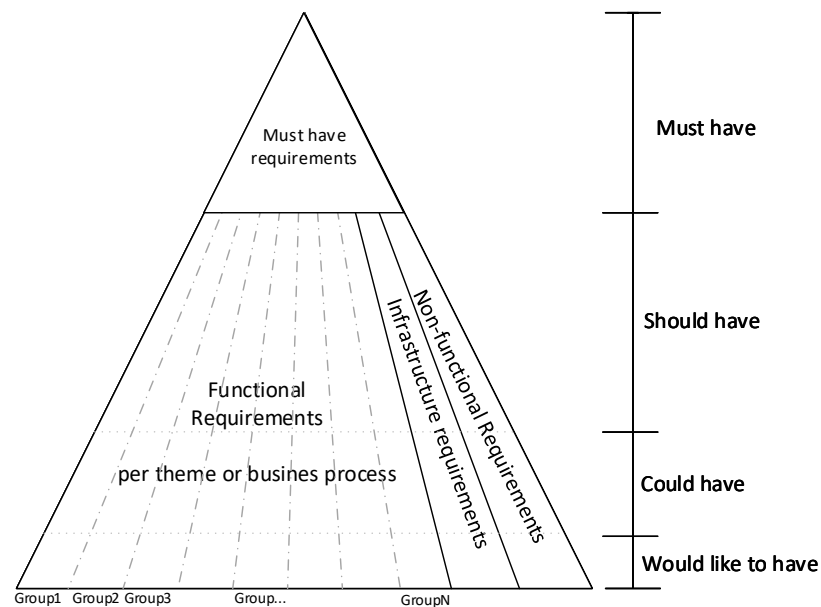 Must have
requirements
Must have
Should have
Non-functional Requirements
Infrastructure requirements
Functional
Requirements
per theme or busines process
Could have
Would like to have
Group1 Group2 Group3 Group... GroupN